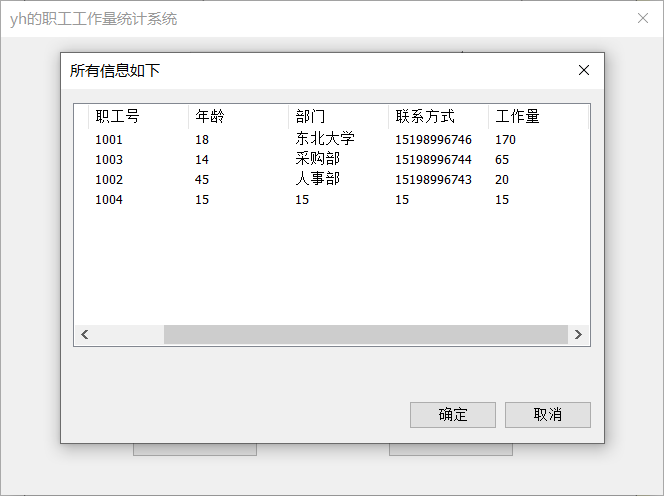 yh的职工工作量统计系统
所有信息如下
职工号 年龄 部门 联系方式 工作量
1001 18 东北大学 15198996746 170
1003 14 采购部 15198996744 65
1002 45 人事部 15198996743 20
1004 15 15 15 15
确定 取消